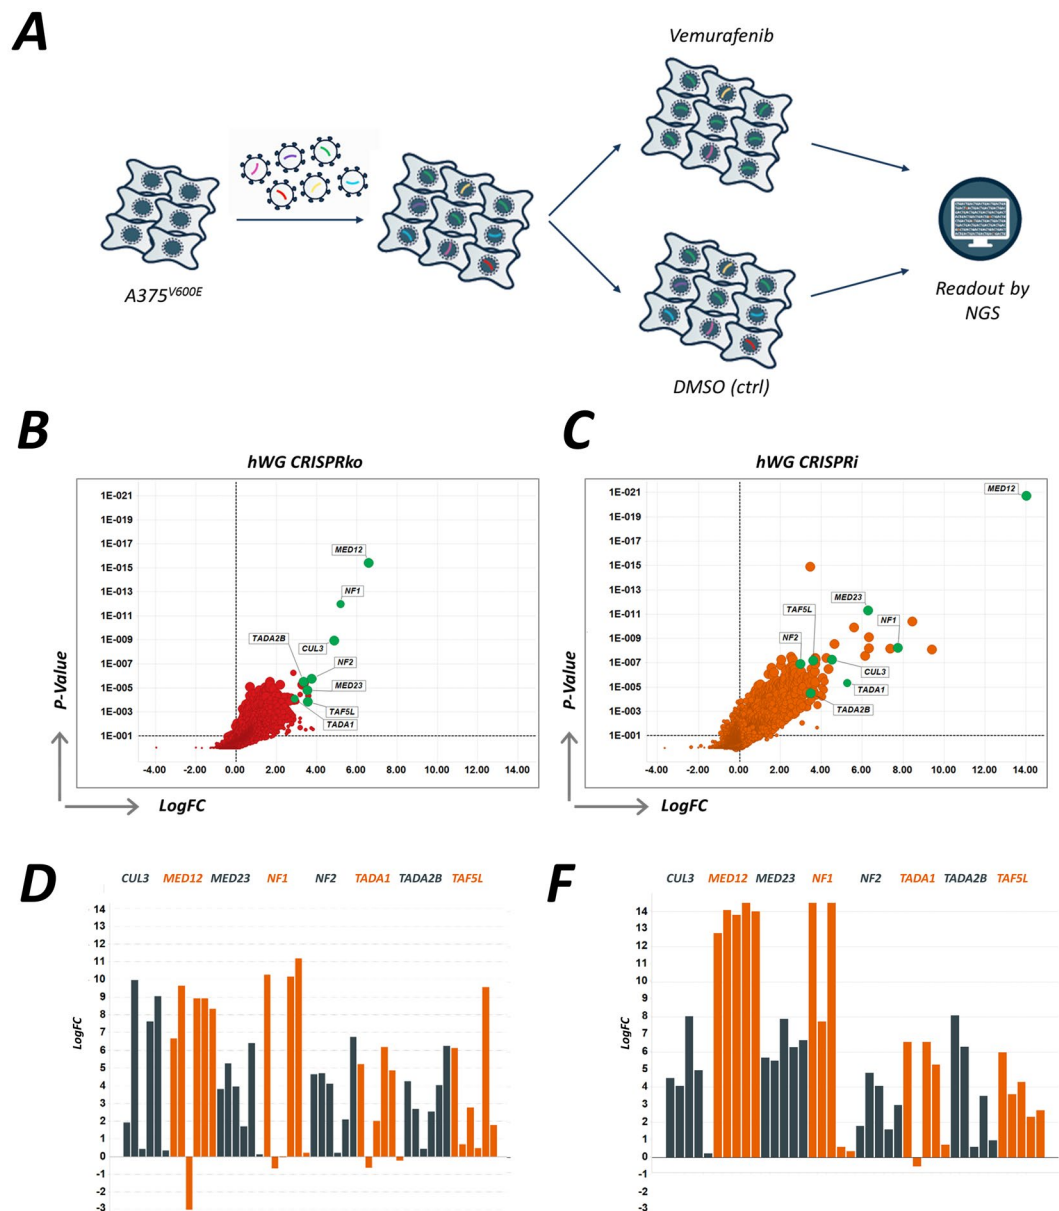 A
Vemurafenib
A375V600E
DMSO (ctrl)
Readout by
NGS
B
hWG CRISPRko
P-Value
1E-021
1E-019
1E-017
1E-015
1E-013
1E-011
1E-009
1E-007
1E-005
1E-003
1E-001
MED12
NF1
TADA2B
CUL3
NF2
MED23
TAF5L
TADA1
-4.00 -2.00 0.00 2.00 4.00 6.00 8.00 10.00 12.00 14.00
LogFC
C
hWG CRISPRi
P-Value
1E-021
1E-019
1E-017
1E-015
1E-013
1E-011
1E-009
1E-007
1E-005
1E-003
1E-001
MED12
MED23
TAF5L
NF1
NF2
CUL3
TADA1
TADA2B
-4.00 -2.00 0.00 2.00 4.00 6.00 8.00 10.00 12.00 14.00
LogFC
D
CUL3 MED12 MED23 NF1 NF2 TADA1 TADA2B TAF5L
LogFC
14
13
12
11
10
9
8
7
6
5
4
3
2
1
0
-1
-2
-3
F
CUL3 MED12 MED23 NF1 NF2 TADA1 TADA2B TAF5L
LogFC
14
13
12
11
10
9
8
7
6
5
4
3
2
1
0
-1
-2
-3